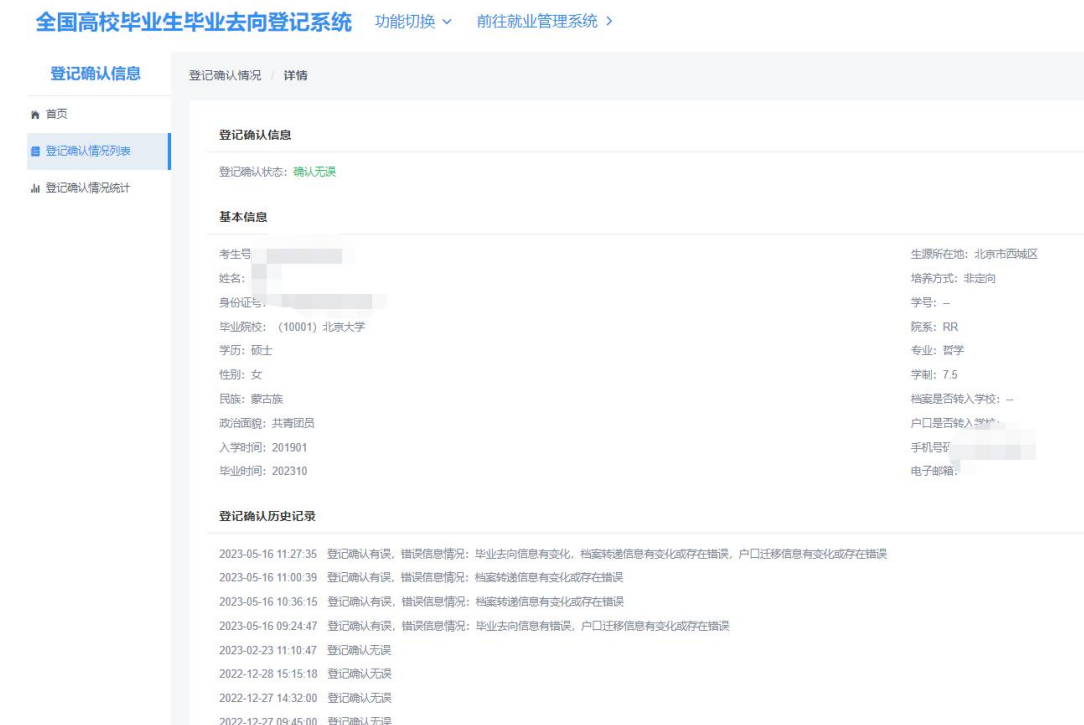 全国高校毕业生毕业去向登记系统 功能切换 前往就业管理系统
登记确认信息
首页
登记确认情况列表
登记确认情况统计
登记确认情况 / 详情
登记确认信息
登记确认状态：确认无误
基本信息
考生号
姓名：
身份证号：
毕业院校：（10001）北京大学
学历：硕士
性别：女
民族：蒙古族
政治面貌：共青团员
入学时间：201901
毕业时间：202310
生源所在地：北京市西城区
培养方式：非定向
学号：--
院系：RR
专业：哲学
学制：7.5
档案是否转入学校：--
户口是否转入学校：
手机号码
电子邮箱：
登记确认历史记录
2023-05-16 11:27:35 登记确认有误，错误信息情况：毕业去向信息有变化，档案转递信息有变化或存在错误，户口迁移信息有变化或存在错误
2023-05-16 11:00:39 登记确认有误，错误信息情况：档案转递信息有变化或存在错误
2023-05-16 10:36:15 登记确认有误，错误信息情况：档案转递信息有变化或存在错误
2023-05-16 09:24:47 登记确认有误，错误信息情况：毕业去向信息有错误，户口迁移信息有变化或存在错误
2023-02-23 11:10:47 登记确认无误
2022-12-28 15:15:18 登记确认无误
2022-12-27 14:32:00 登记确认无误
2022-12-27 09:45:00 登记确认无误